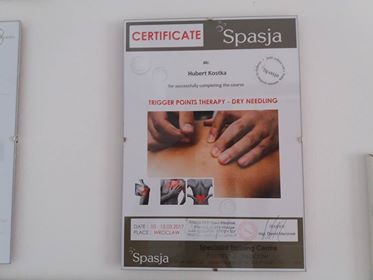 CERTIFICATE
Spasja
Mr.
Hubert Kostka
for successfully completing the course
TRIGGER POINTS THERAPY - DRY NEEDLING
DATE : 10 - 12.03.2017
PLACE : WROCŁAW
Specialist Training Centre
Spasja